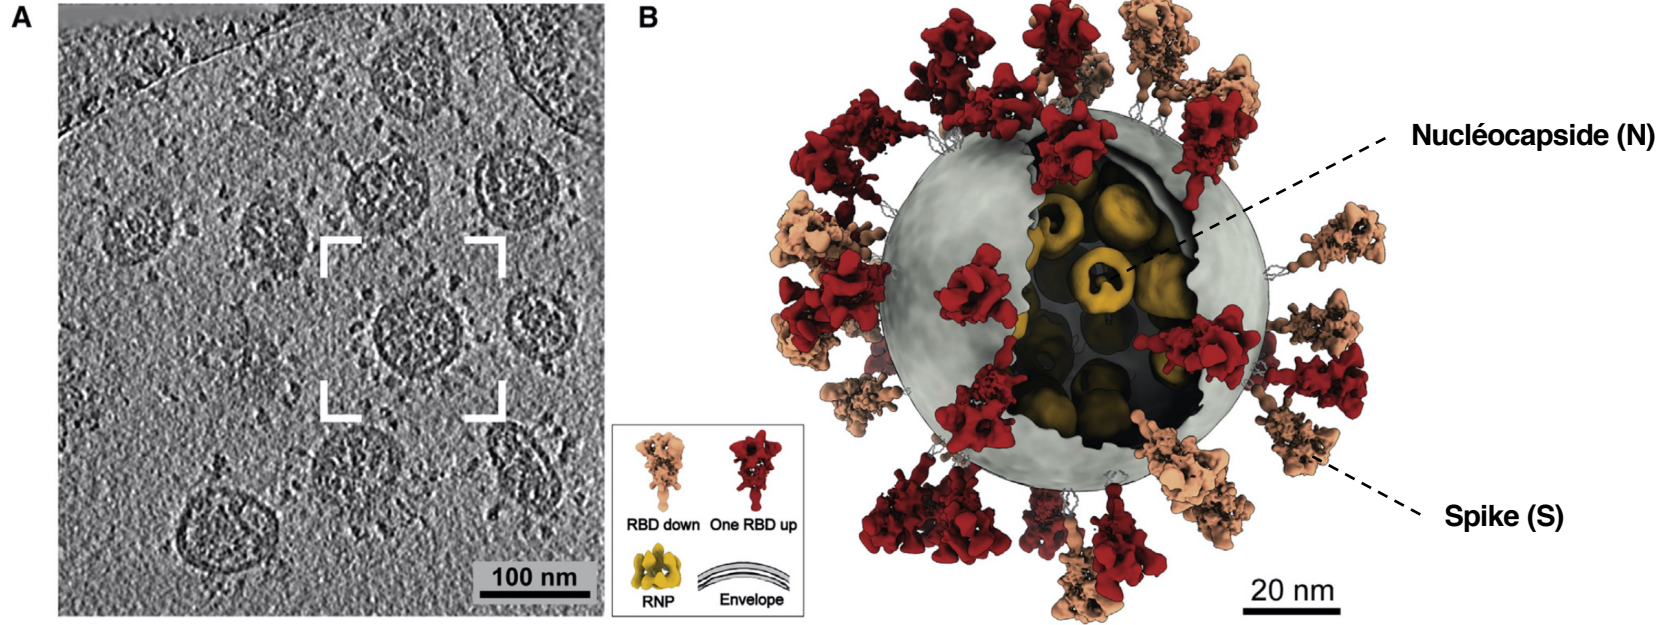 A
B
Nucléocapside (N)
RBD down
One RBD up
RNP
Envelope
Spike (S)
100 nm
20 nm